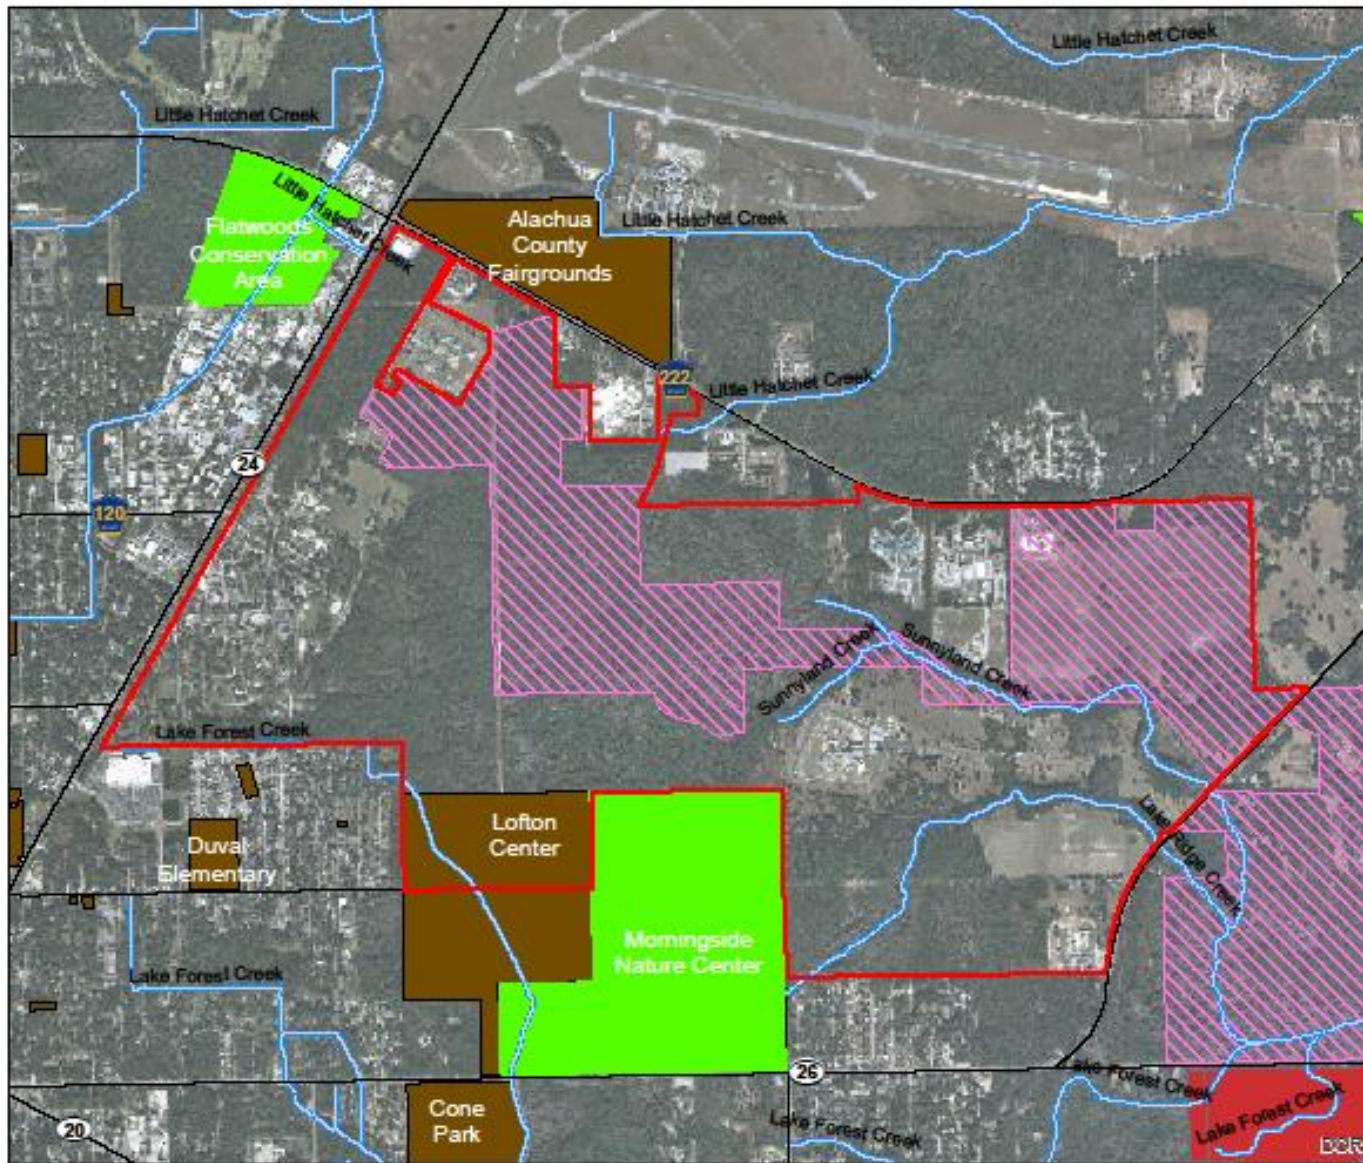 Little Hatchet Creek
Little Hatchet Creek
Little Hatchet Creek
Flatwoods
Conservation
Area
Alachua
County
Fairgrounds
Little Hatchet Creek
222
Little Hatchet Creek
24
120
Sunnyland Creek
Sunnyland Creek
Lake Forest Creek
Lofton
Center
Duval
Elementary
Lake Ridge Creek
Morningside
Nature Center
Lake Forest Creek
26
Lake Forest Creek
Cone
Park
20
Lake Forest Creek
Lake Forest Creek